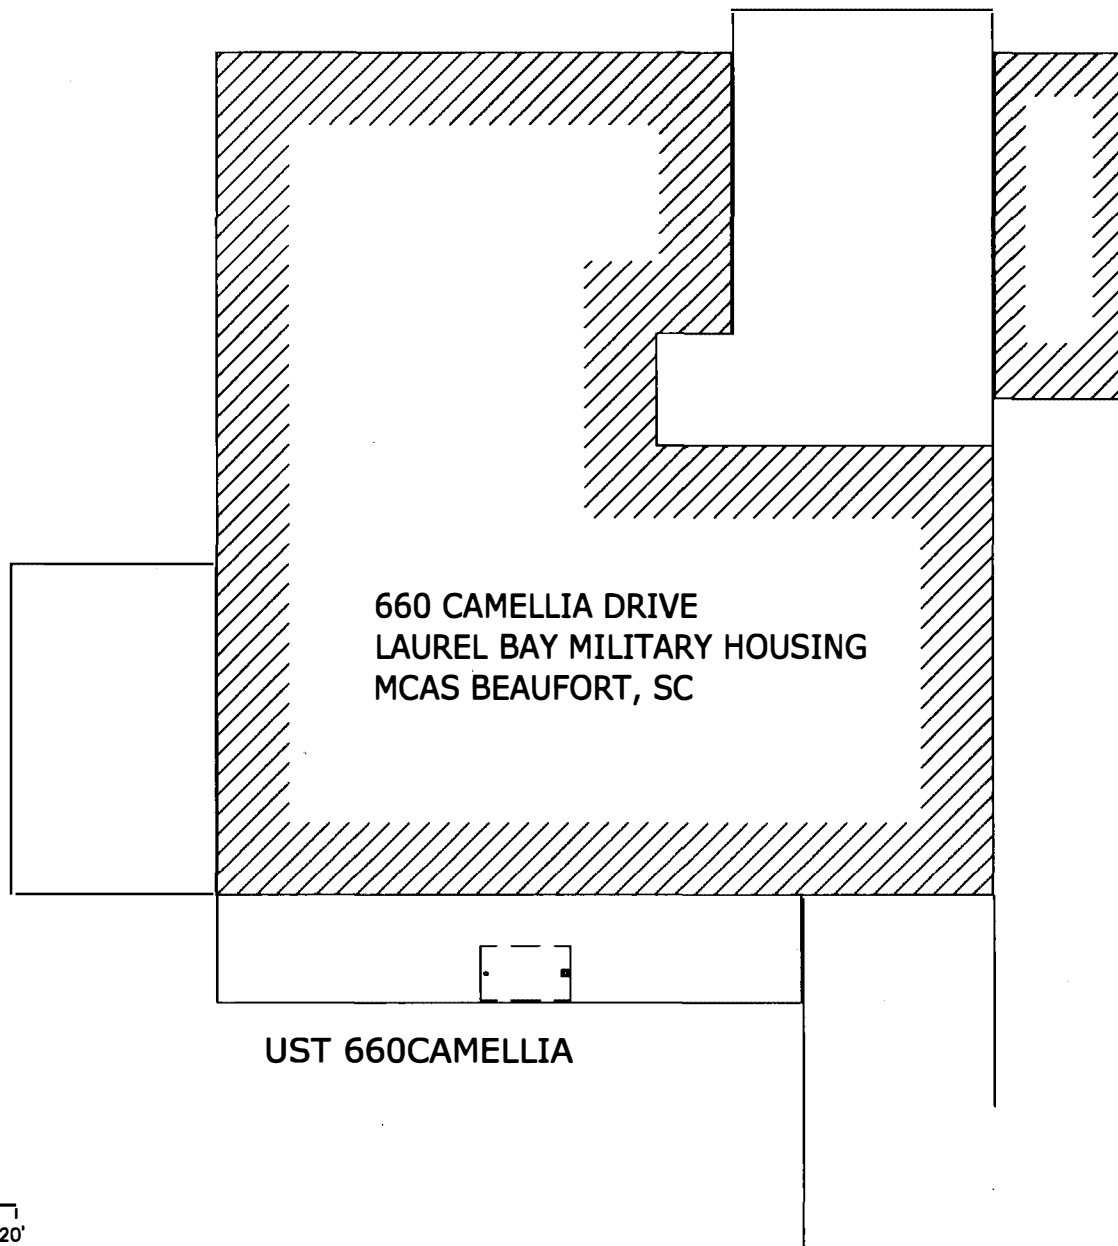 660 CAMELLIA DRIVE
LAUREL BAY MILITARY HOUSING
MCAS BEAUFORT, SC
UST 660CAMELLIA
20'